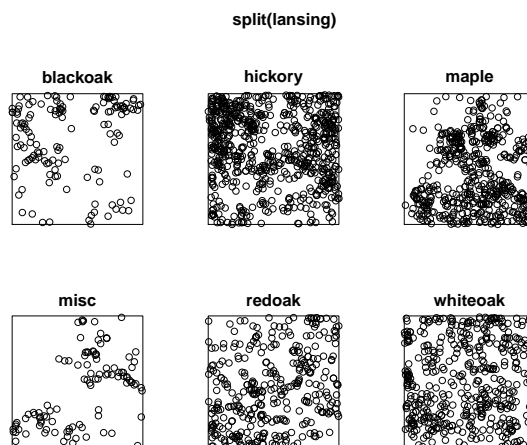 split(lansing)
blackoak
hickory
maple
misc
redoak
whiteoak